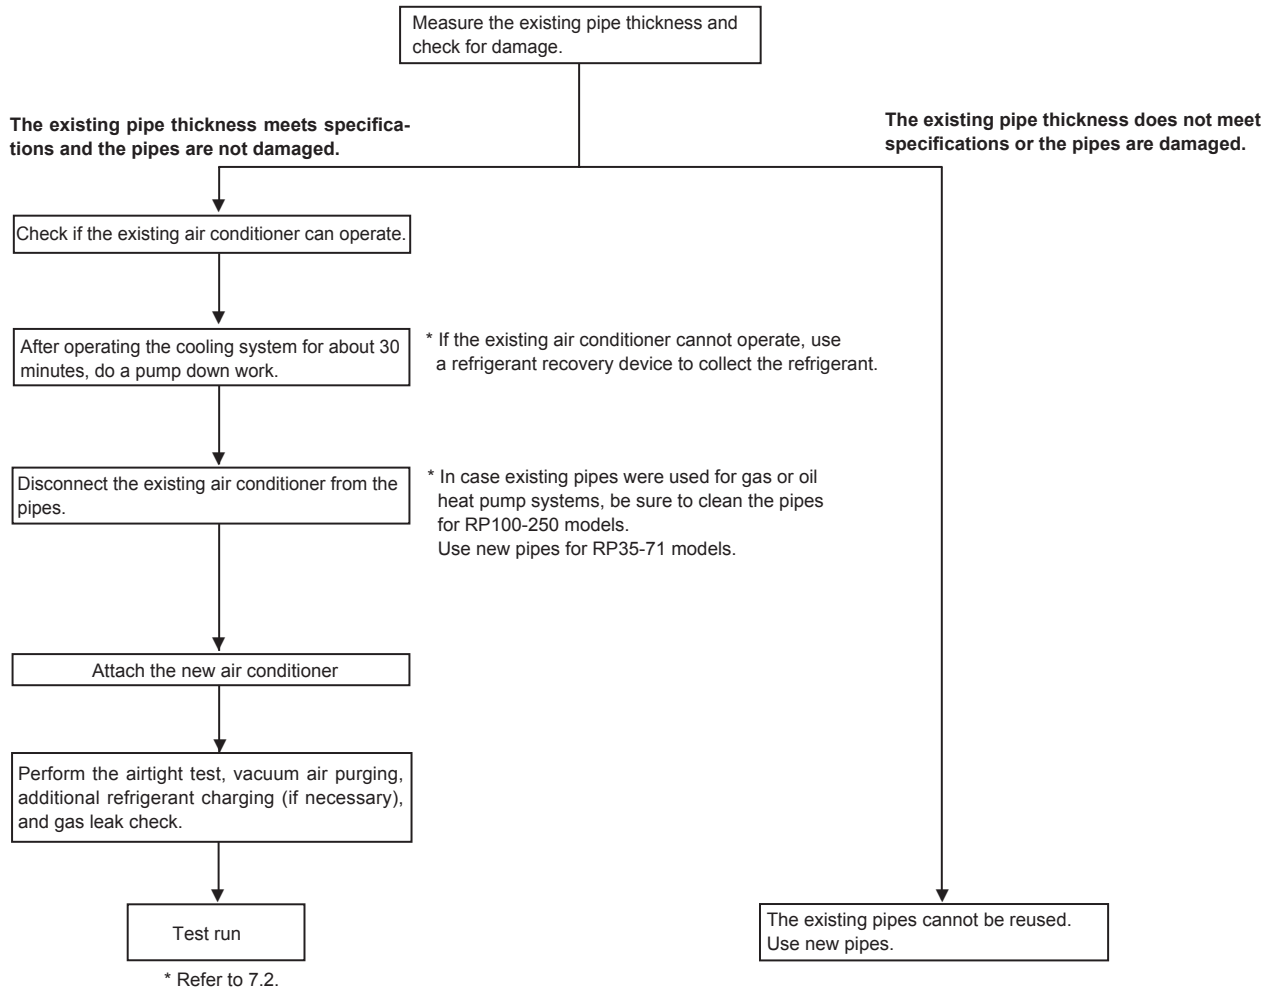 Measure the existing pipe thickness and
check for damage.
The existing pipe thickness meets specifica-
tions and the pipes are not damaged.
The existing pipe thickness does not meet
specifications or the pipes are damaged.
Check if the existing air conditioner can operate.
After operating the cooling system for about 30
minutes, do a pump down work.
* If the existing air conditioner cannot operate, use
a refrigerant recovery device to collect the refrigerant.
Disconnect the existing air conditioner from the
pipes.
* In case existing pipes were used for gas or oil
heat pump systems, be sure to clean the pipes
for RP100-250 models.
Use new pipes for RP35-71 models.
Attach the new air conditioner
Perform the airtight test, vacuum air purging,
additional refrigerant charging (if necessary),
and gas leak check.
Test run
* Refer to 7.2.
The existing pipes cannot be reused.
Use new pipes.